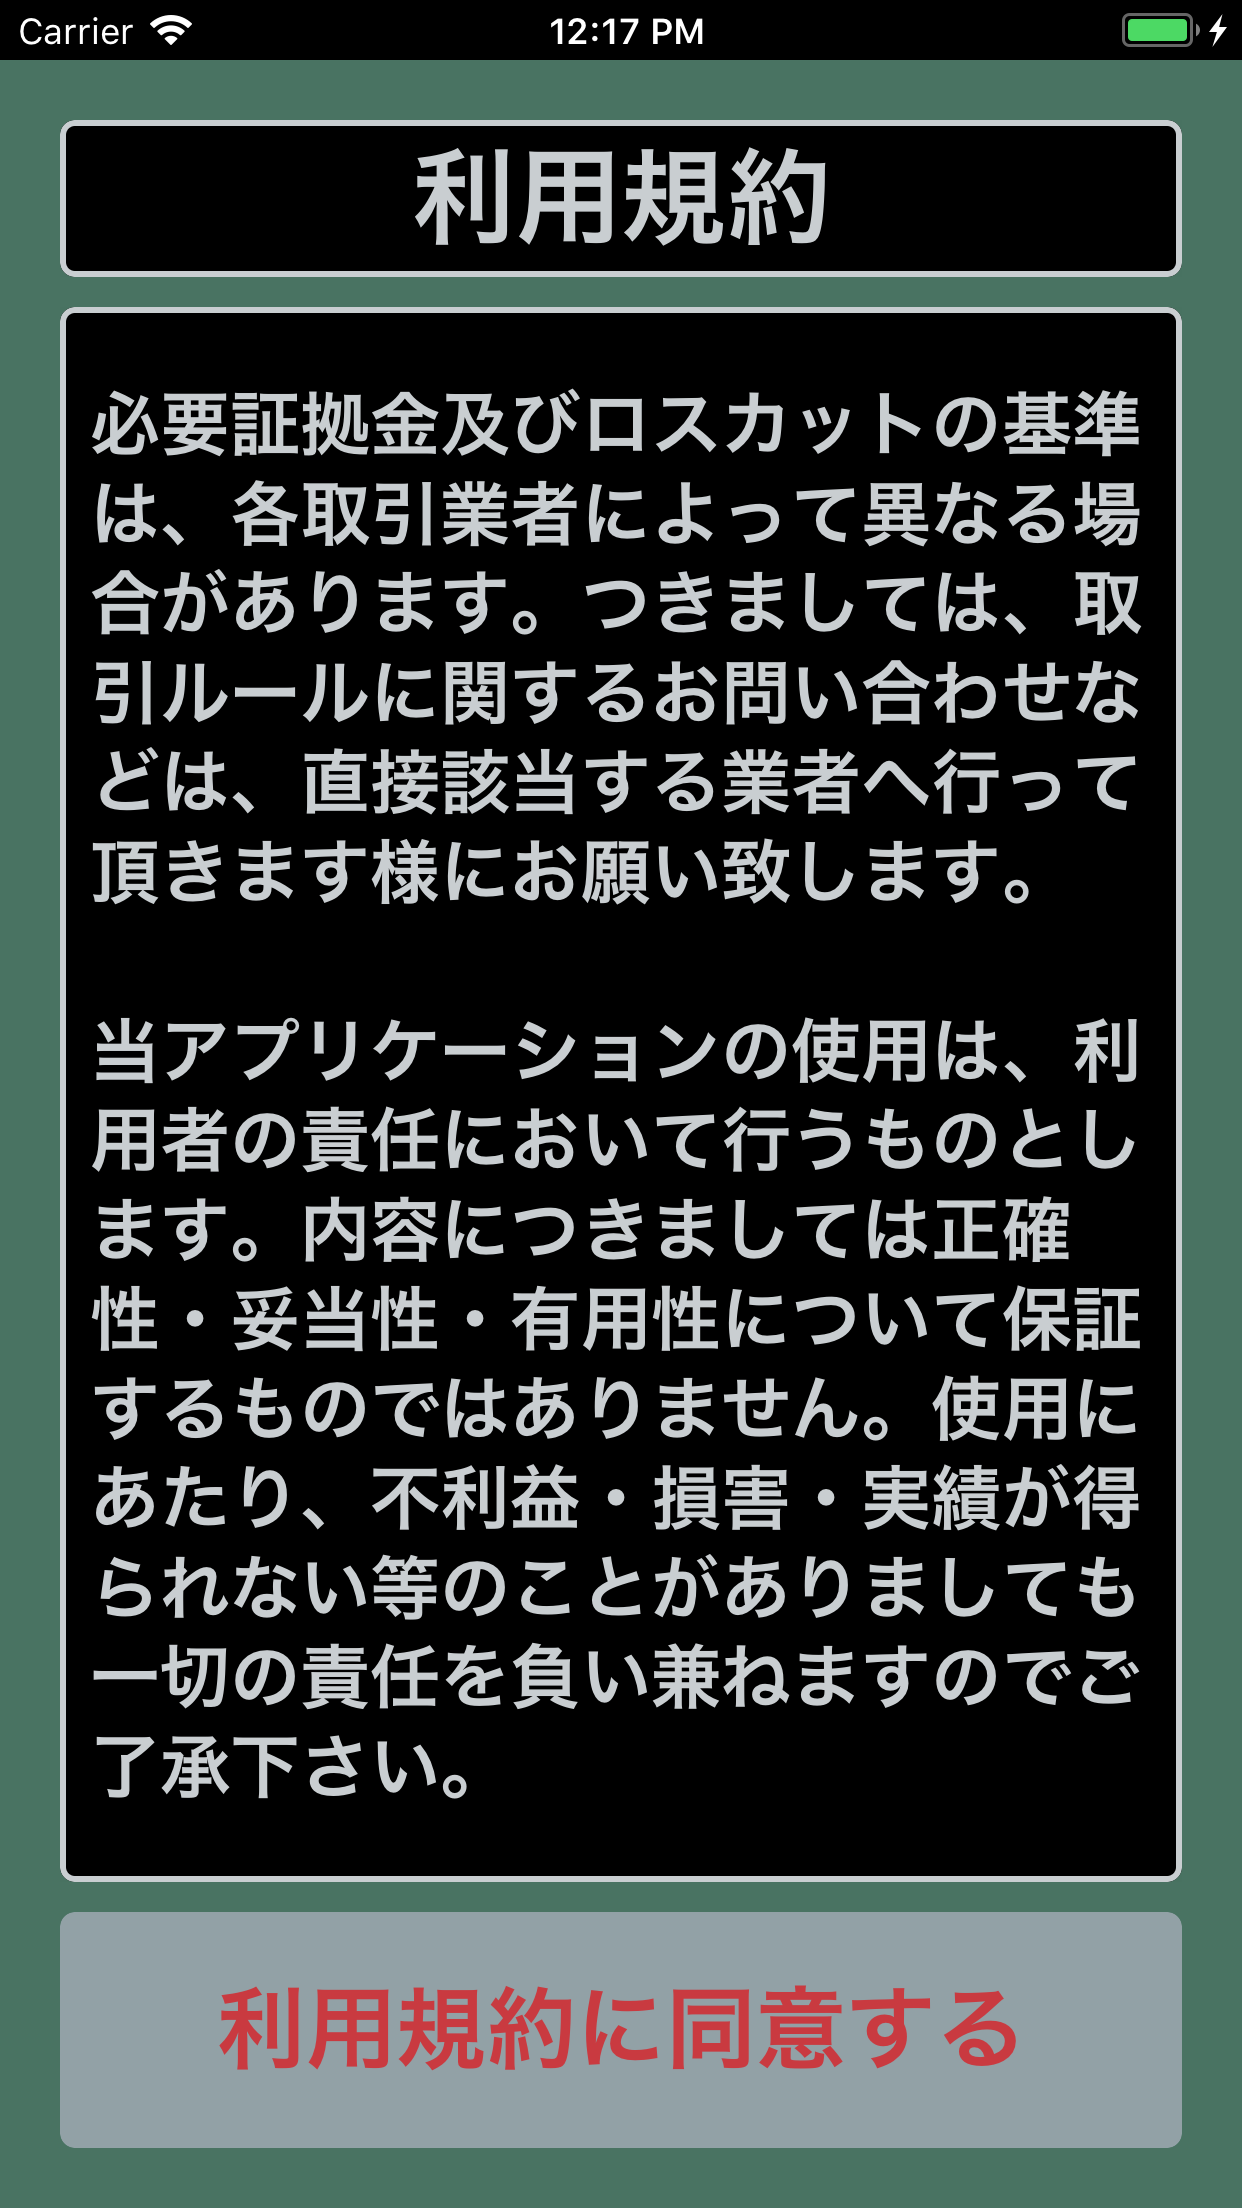 Carrier
12:17 PM
利用規約
必要証拠金及びロスカットの基準
は、各取引業者によって異なる場
合があります。つきましては、取
引ルールに関するお問い合わせな
どは、直接該当する業者へ行って
頂きます様にお願い致します。
当アプリケーションの使用は、利
用者の責任において行うものとし
ます。内容につきましては正確
性・妥当性・有用性について保証
するものではありません。使用に
あたり、不利益・損害・実績が得
られない等のことがありましても
一切の責任を負い兼ねますのでご
了承下さい。
利用規約に同意する